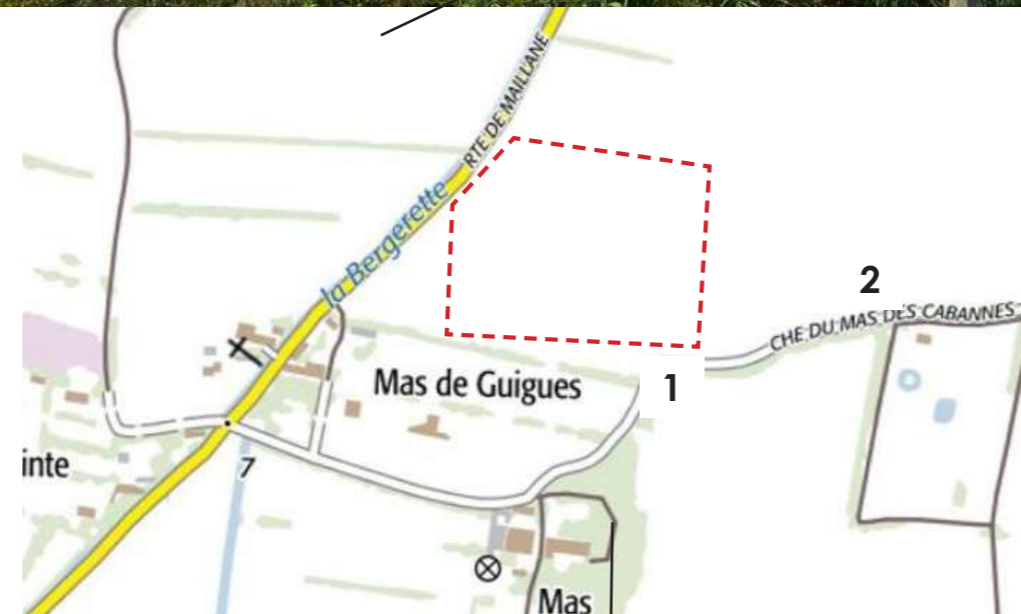 RTE DE MAILLANE
la Bergerette
2
CHE DU MAS DES CABANNES
Mas de Guigues
1
inte
7
Mas